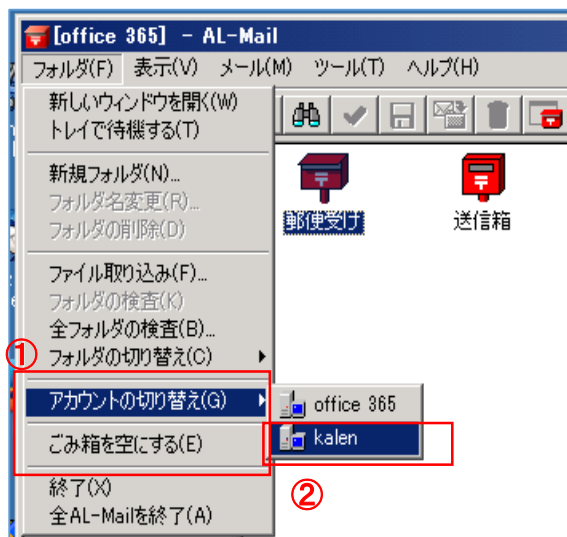 [office 365] - AL-Mail
フォルダ(F) 表示(V) メール(M) ツール(T) ヘルプ(H)
新しいウィンドウを開く(W)
トレイで待機する(T)
新規フォルダ(N)...
フォルダ名変更(R)...
フォルダの削除(D)
ファイル取り込み(F)...
フォルダの検査(K)
全フォルダの検査(B)...
フォルダの切り替え(C)
①
アカウントの切り替え(G)
ごみ箱を空にする(E)
終了(X)
全AL-Mailを終了(A)
郵便受け
送信箱
office 365
kalen
②